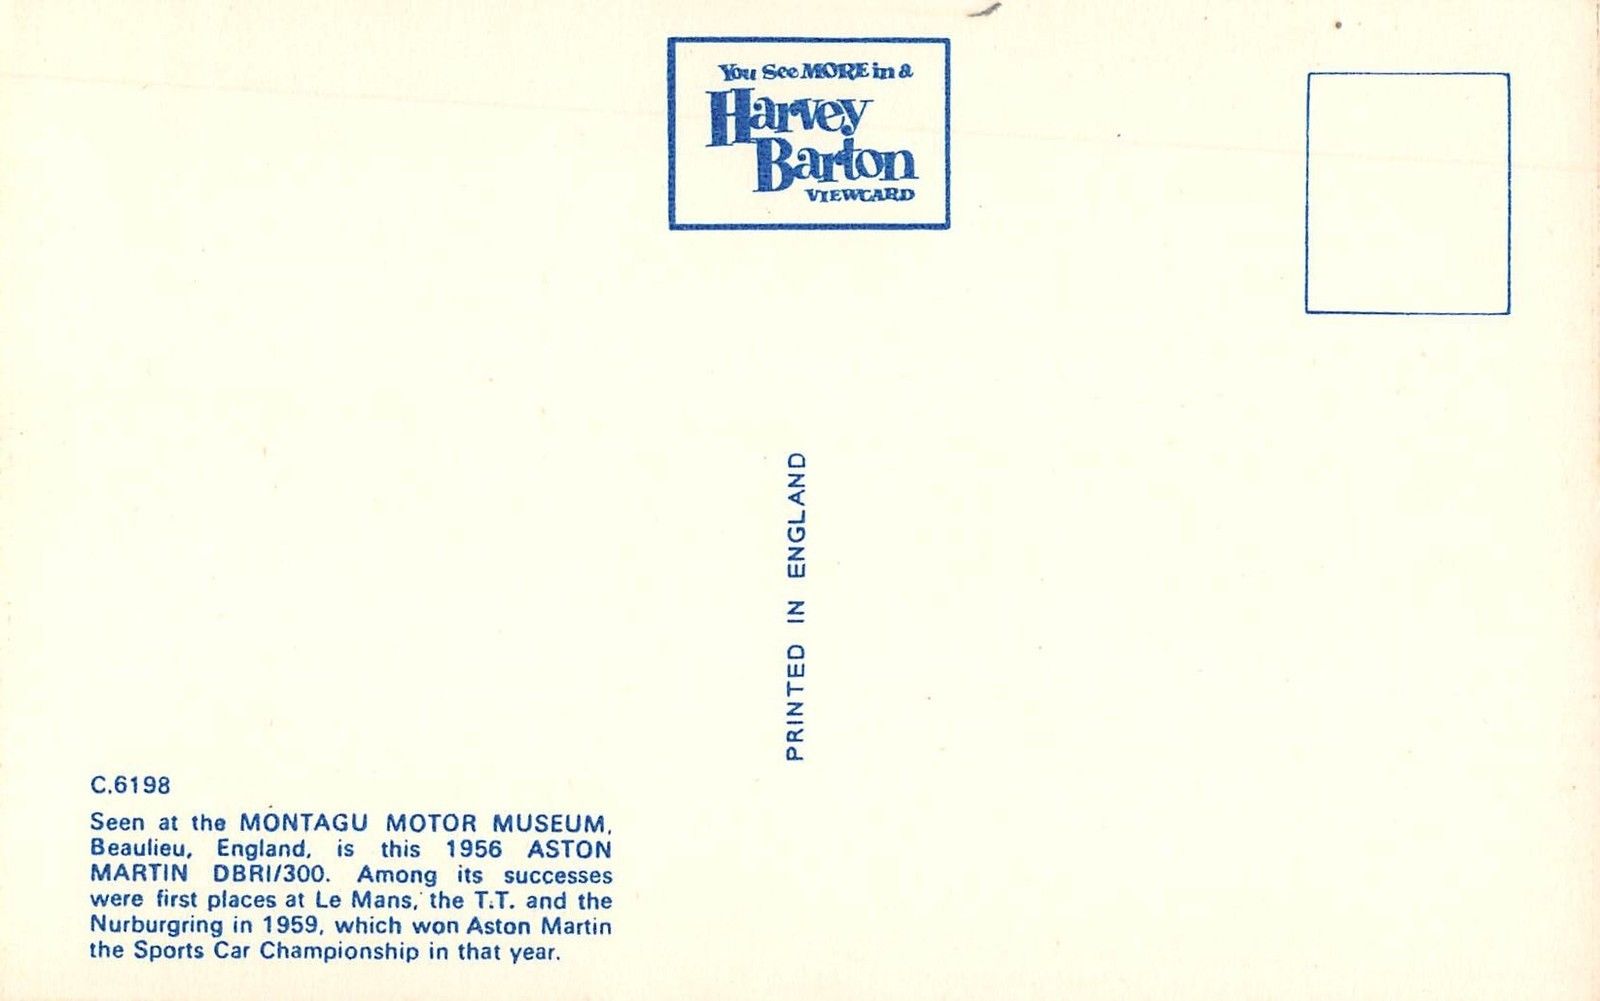 You See MORE in a
Harvey
Barton
VIEWCARD
PRINTED IN ENGLAND
C.6198
Seen at the MONTAGU MOTOR MUSEUM,
Beaulieu, England, is this 1956 ASTON
MARTIN DBRI/300. Among its successes
were first places at Le Mans, the T.T. and the
Nurburgring in 1959, which won Aston Martin
the Sports Car Championship in that year.